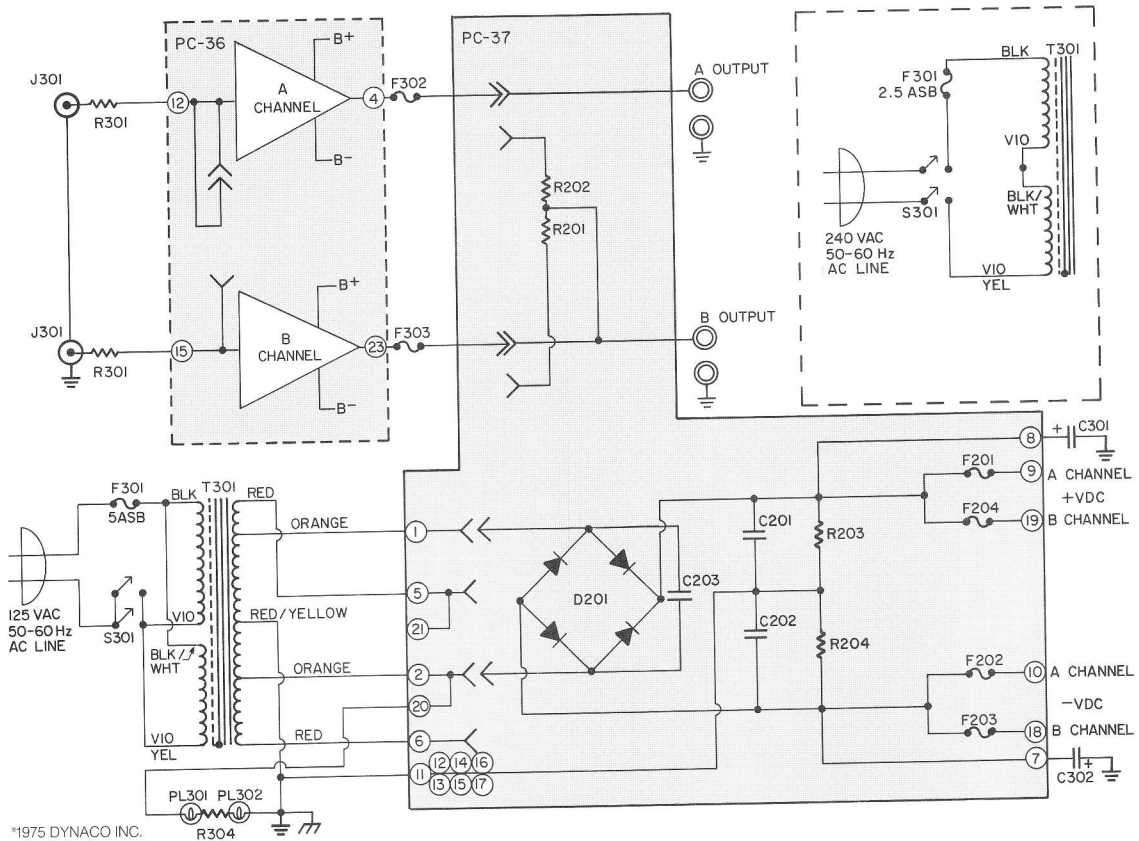 PC-36
PC-37
J301
R301
12
A
CHANNEL
B+
B-
4
F302
A OUTPUT
R202
R201
J301
R301
15
B
CHANNEL
B+
B-
23
F303
B OUTPUT
BLK
T301
F301
2.5 ASB
VIO
BLK/
WHT
S301
240 VAC
50-60 Hz
AC LINE
VIO
YEL
F301
5ASB
BLK
T301
RED
ORANGE
125 VAC
50-60 Hz
AC LINE
S301
VIO
RED/YELLOW
BLK/
WHT
ORANGE
VIO
YEL
RED
PL301
PL302
R304
1
5
21
2
20
6
11
12
14
16
13
15
17
D201
C203
C201
C202
R203
R204
8
+
C301
F201
9
A CHANNEL
+VDC
F204
19
B CHANNEL
F202
10
A CHANNEL
-VDC
F203
18
B CHANNEL
7
C302
+
©1975 DYNACO INC.